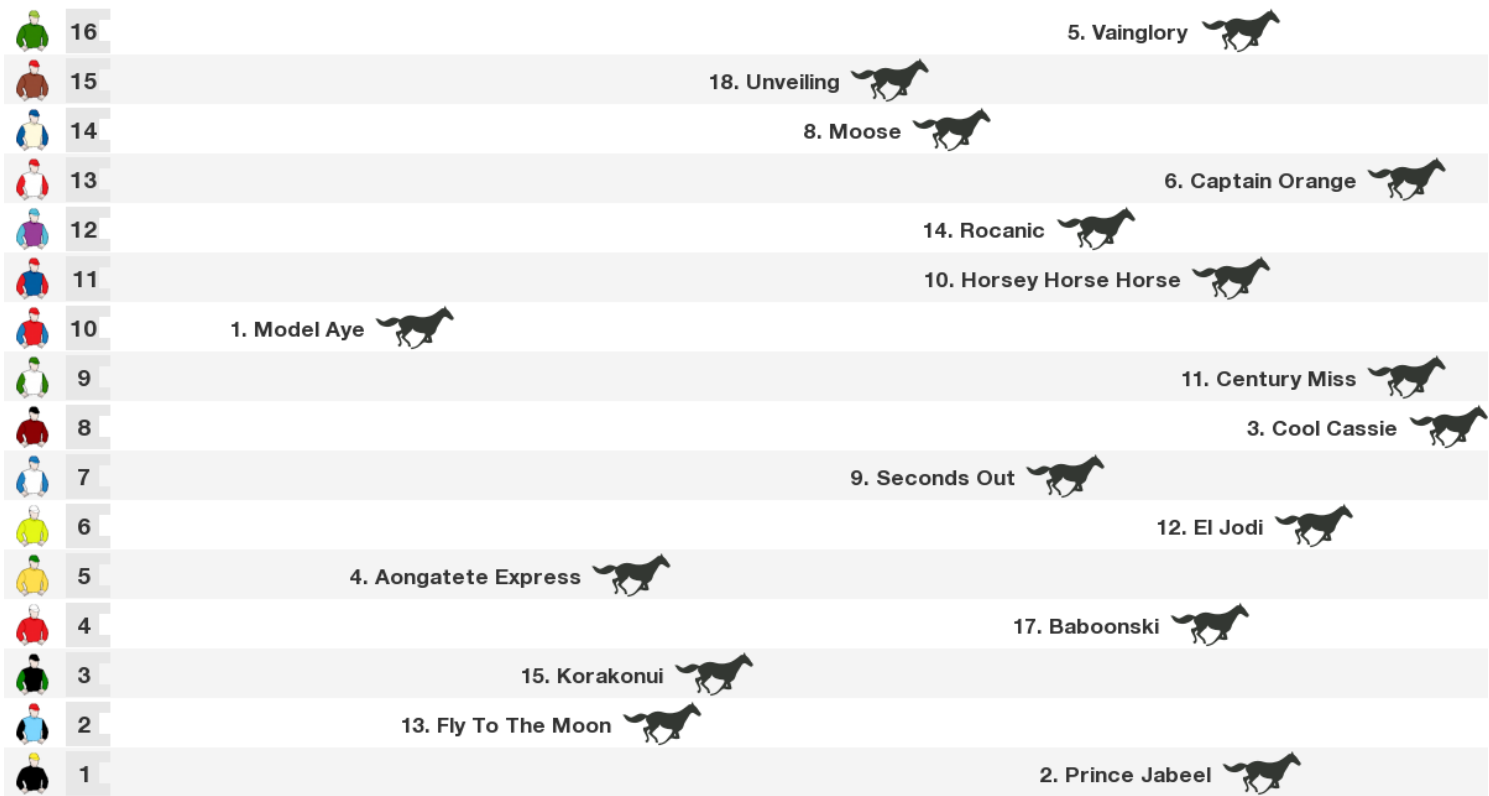 16 5. Vainglory
15 18. Unveiling
14 8. Moose
13 6. Captain Orange
12 14. Rocanic
11 10. Horsey Horse Horse
10 1. Model Aye
9 11. Century Miss
8 3. Cool Cassie
7 9. Seconds Out
6 12. El Jodi
5 4. Aongatete Express
4 17. Baboonski
3 15. Korakonui
2 13. Fly To The Moon
1 2. Prince Jabeel